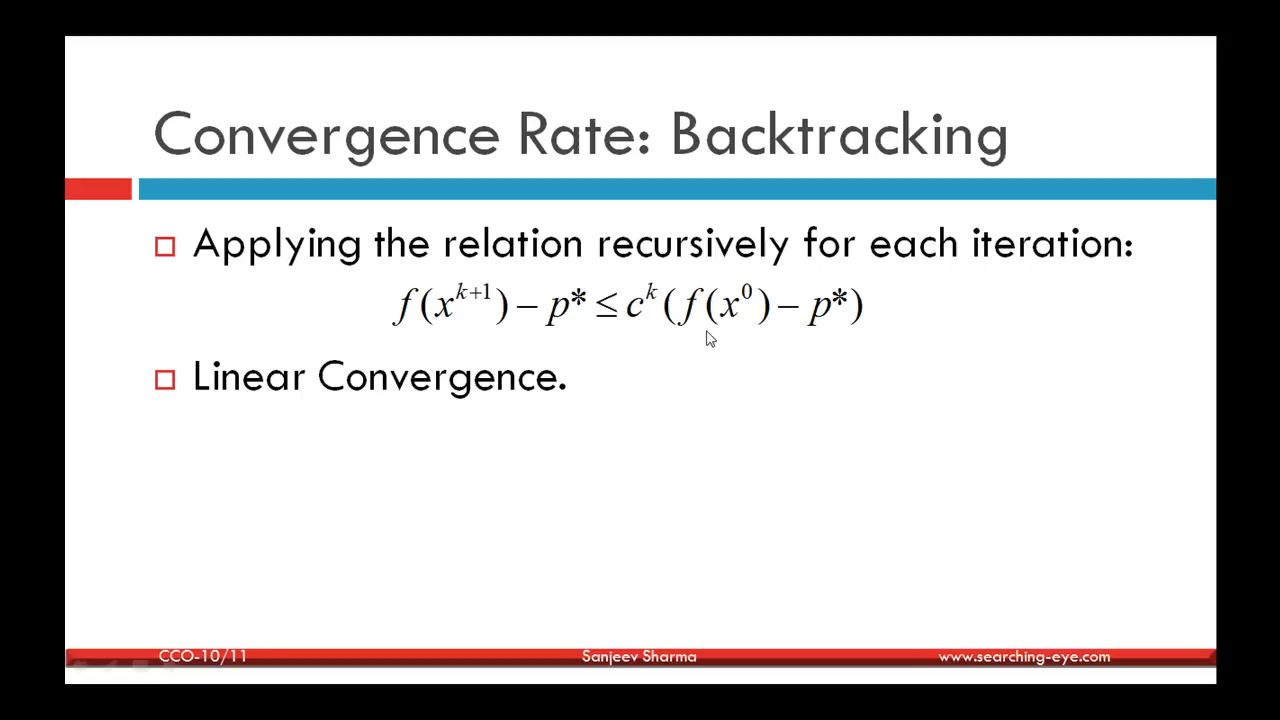 Convergence Rate: Backtracking
Applying the relation recursively for each iteration:
f(x^{k+1}) − p* ≤ c^k (f(x^0) − p*)
Linear Convergence.
CCO-10/11 Sanjeev Sharma www.searching-eye.com